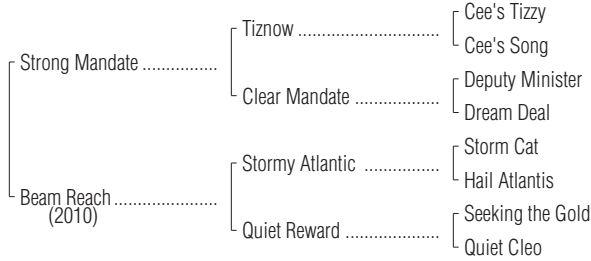 Cee's Tizzy
Tiznow ..........................................
Cee's Song
Strong Mandate ......................
Deputy Minister
Clear Mandate .........................
Dream Deal
Storm Cat
Stormy Atlantic ......................
Hail Atlantis
Beam Reach ..............................
(2010)
Seeking the Gold
Quiet Reward ...........................
Quiet Cleo